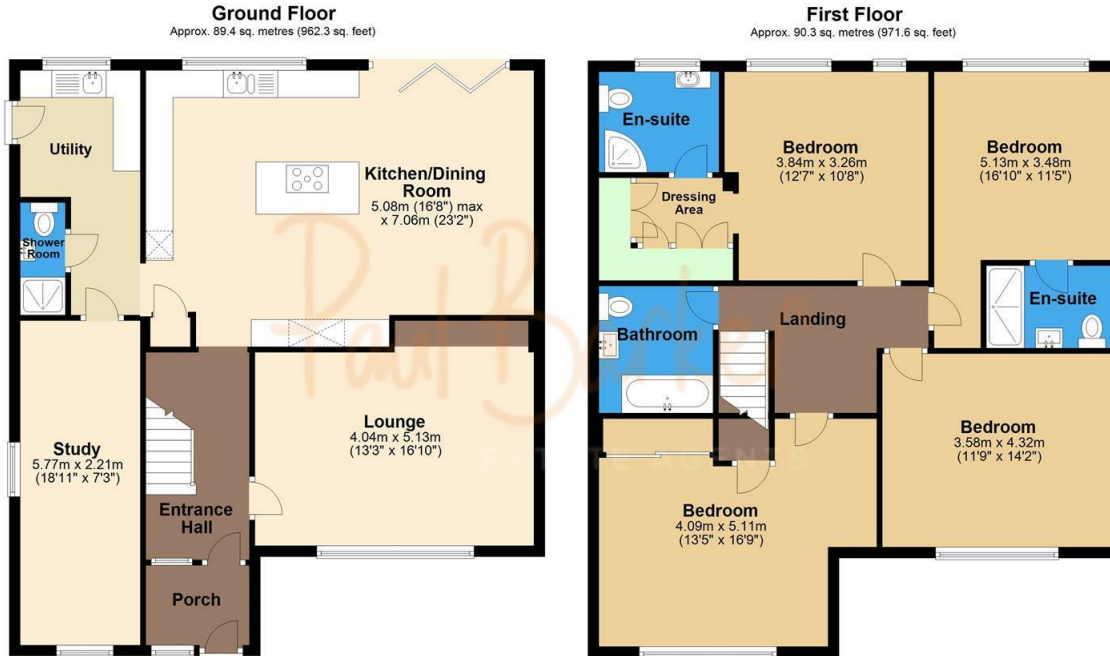 Ground Floor
Approx. 89.4 sq. metres (962.3 sq. feet)
Utility
Kitchen/Dining
Room
5.08m (16'8") max
x 7.06m (23'2")
Shower
Room
Lounge
4.04m x 5.13m
(13'3" x 16'10")
Study
5.77m x 2.21m
(18'11" x 7'3")
Entrance
Hall
Porch
First Floor
Approx. 90.3 sq. metres (971.6 sq. feet)
En-suite
Bedroom
3.84m x 3.26m
(12'7" x 10'8")
Bedroom
5.13m x 3.48m
(16'10" x 11'5")
Dressing
Area
En-suite
Bathroom
Landing
Bedroom
3.58m x 4.32m
(11'9" x 14'2")
Bedroom
4.09m x 5.11m
(13'5" x 16'9")
Paul Barker
ESTATE AGENTS